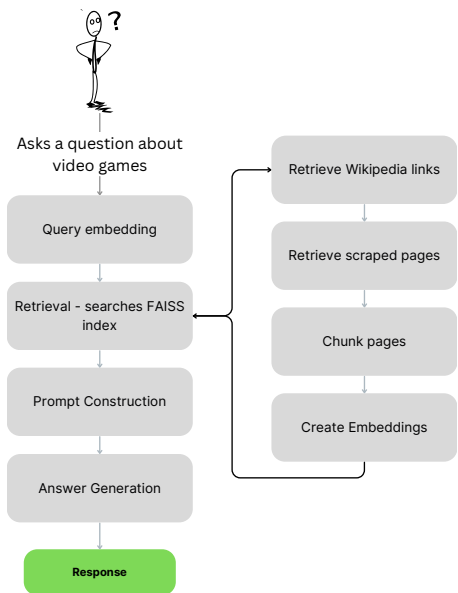 ?
Asks a question about
video games
Query embedding
Retrieval - searches FAISS
index
Prompt Construction
Answer Generation
Response
Retrieve Wikipedia links
Retrieve scraped pages
Chunk pages
Create Embeddings